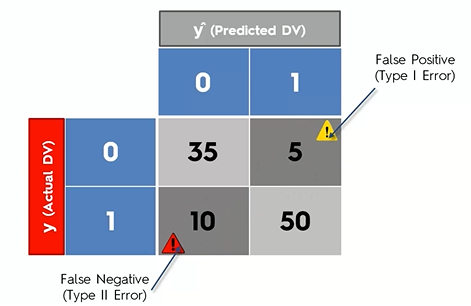 ŷ (Predicted DV)
False Positive
(Type I Error)
0 1
y (Actual DV)
0 35 5
1 10 50
False Negative
(Type II Error)